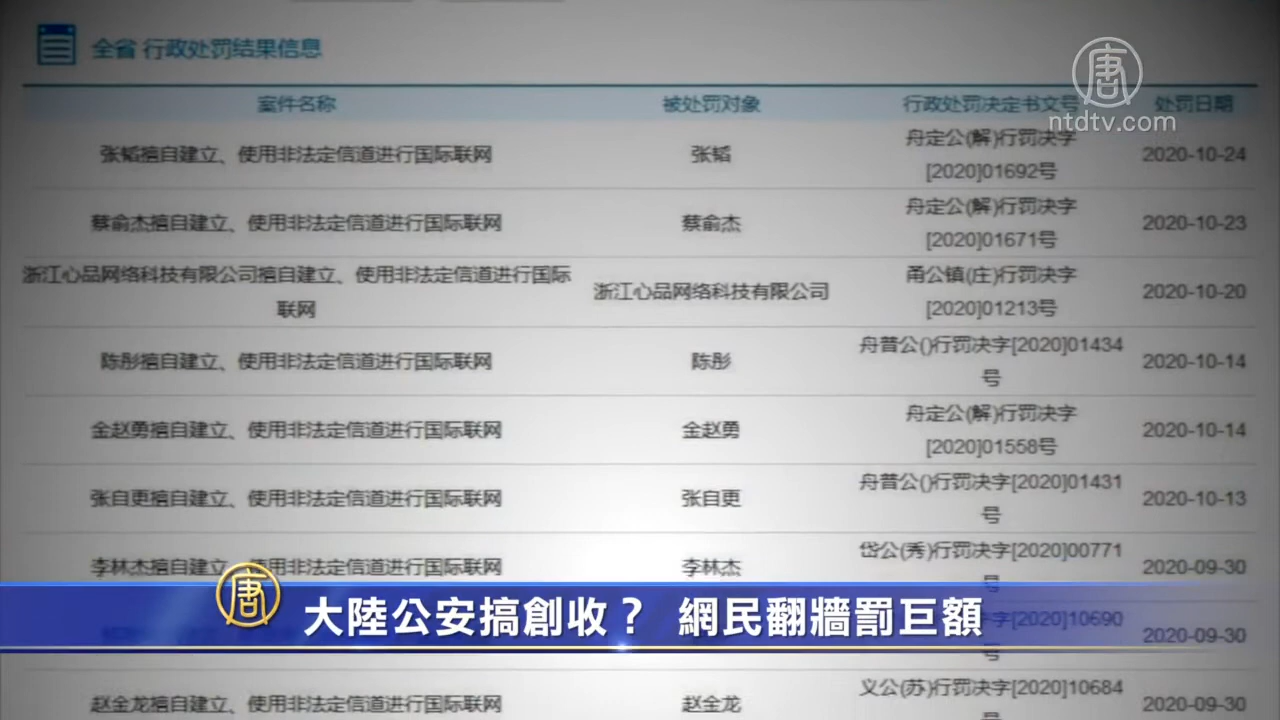 全省 行政处罚结果信息
案件名称 被处罚对象 行政处罚决定书文号 处罚日期
唐
ntdtv.com
张韬擅自建立、使用非法定信道进行国际联网 张韬 舟定公(解)行罚决字
[2020]01692号 2020-10-24
蔡俞杰擅自建立、使用非法定信道进行国际联网 蔡俞杰 舟定公(解)行罚决字
[2020]01671号 2020-10-23
浙江心品网络科技有限公司擅自建立、使用非法定信道进行国际
联网 浙江心品网络科技有限公司 甬公镇(庄)行罚决字
[2020]01213号 2020-10-20
陈彤擅自建立、使用非法定信道进行国际联网 陈彤 舟普公()行罚决字[2020]01434
号 2020-10-14
金赵勇擅自建立、使用非法定信道进行国际联网 金赵勇 舟定公(解)行罚决字
[2020]01558号 2020-10-14
张自更擅自建立、使用非法定信道进行国际联网 张自更 舟普公()行罚决字[2020]01431
号 2020-10-13
李林杰擅自建立、使用非法定信道进行国际联网 李林杰 岱公(秀)行罚决字[2020]00771
号 2020-09-30
唐
大陸公安搞創收？ 網民翻牆罰巨額
字[2020]10690
号 2020-09-30
赵全龙擅自建立、使用非法定信道进行国际联网 赵全龙 义公(苏)行罚决字[2020]10684
2020-09-30